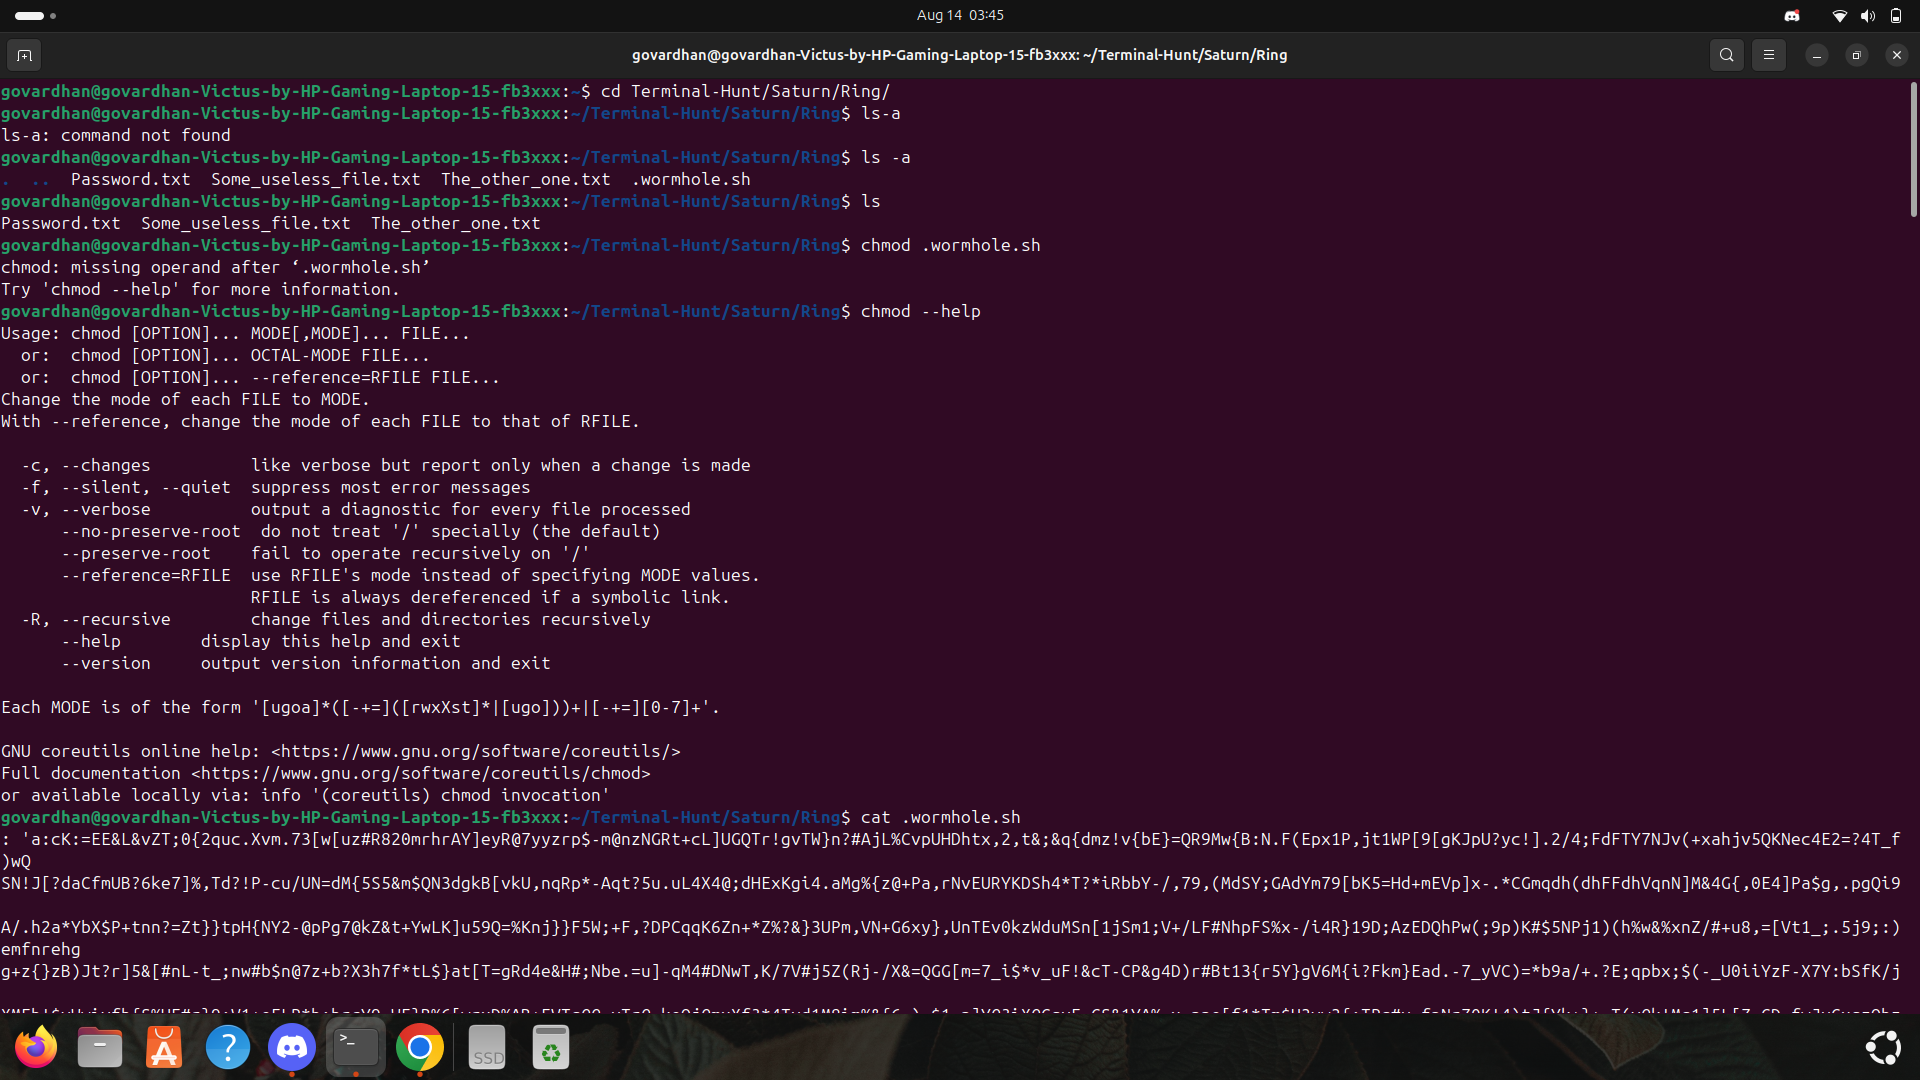 Aug 14 03:45
govardhan@govardhan-Victus-by-HP-Gaming-Laptop-15-fb3xxx: ~/Terminal-Hunt/Saturn/Ring
govardhan@govardhan-Victus-by-HP-Gaming-Laptop-15-fb3xxx:~$ cd Terminal-Hunt/Saturn/Ring/
govardhan@govardhan-Victus-by-HP-Gaming-Laptop-15-fb3xxx:~/Terminal-Hunt/Saturn/Ring$ ls-a
ls-a: command not found
govardhan@govardhan-Victus-by-HP-Gaming-Laptop-15-fb3xxx:~/Terminal-Hunt/Saturn/Ring$ ls -a
.  ..  Password.txt  Some_useless_file.txt  The_other_one.txt  .wormhole.sh
govardhan@govardhan-Victus-by-HP-Gaming-Laptop-15-fb3xxx:~/Terminal-Hunt/Saturn/Ring$ ls
Password.txt  Some_useless_file.txt  The_other_one.txt
govardhan@govardhan-Victus-by-HP-Gaming-Laptop-15-fb3xxx:~/Terminal-Hunt/Saturn/Ring$ chmod .wormhole.sh
chmod: missing operand after ‘.wormhole.sh’
Try 'chmod --help' for more information.
govardhan@govardhan-Victus-by-HP-Gaming-Laptop-15-fb3xxx:~/Terminal-Hunt/Saturn/Ring$ chmod --help
Usage: chmod [OPTION]... MODE[,MODE]... FILE...
  or:  chmod [OPTION]... OCTAL-MODE FILE...
  or:  chmod [OPTION]... --reference=RFILE FILE...
Change the mode of each FILE to MODE.
With --reference, change the mode of each FILE to that of RFILE.
  -c, --changes          like verbose but report only when a change is made
  -f, --silent, --quiet  suppress most error messages
  -v, --verbose          output a diagnostic for every file processed
      --no-preserve-root  do not treat '/' specially (the default)
      --preserve-root    fail to operate recursively on '/'
      --reference=RFILE  use RFILE's mode instead of specifying MODE values.
                         RFILE is always dereferenced if a symbolic link.
  -R, --recursive        change files and directories recursively
      --help        display this help and exit
      --version     output version information and exit
Each MODE is of the form '[ugoa]*([-+=]([rwxXst]*|[ugo]))+|[-+=][0-7]+'.
GNU coreutils online help: <https://www.gnu.org/software/coreutils/>
Full documentation <https://www.gnu.org/software/coreutils/chmod>
or available locally via: info '(coreutils) chmod invocation'
govardhan@govardhan-Victus-by-HP-Gaming-Laptop-15-fb3xxx:~/Terminal-Hunt/Saturn/Ring$ cat .wormhole.sh
: 'a:cK:=EE&L&vZT;0{2quc.Xvm.73[w[uz#R820mrhrAY]eyR@7yyzrp$-m@nzNGRt+cL]UGQTr!gvTW}n?#AjL%CvpUHDhtx,2,t&;&q{dmz!v{bE}=QR9Mw{B:N.F(Epx1P,jt1WP[9[gKJpU?yc!].2/4;FdFTY7NJv(+xahjv5QKNec4E2=?4T_f
)wQ
SN!J[?daCfmUB?6ke7]%,Td?!P-cu/UN=dM{5S5&m$QN3dgkB[vkU,nqRp*-Aqt?5u.uL4X4@;dHExKgi4.aMg%{z@+Pa,rNvEURYKDSh4*T?*iRbbY-/,79,(MdSY;GAdYm79[bK5=Hd+mEVp]x-.*CGmqdh(dhFFdhVqnN]M&4G{,0E4]Pa$g,.pgQi9
A/.h2a*YbX$P+tnn?=Zt}}tpH{NY2-@pPg7@kZ&t+YwLK]u59Q=%Knj}}F5W;+F,?DPCqqK6Zn+*Z%?&}3UPm,VN+G6xy},UnTEv0kzWduMSn[1jSm1;V+/LF#NhpFS%x-/i4R}19D;AzEDQhPw(;9p)K#$5NPj1)(h%w&%xnZ/#+u8,=[Vt1_;.5j9;:)
emfnrehg
g+z{}zB)Jt?r]5&[#nL-t_;nw#b$n@7z+b?X3h7f*tL$}at[T=gRd4e&H#;Nbe.=u]-qM4#DNwT,K/7V#j5Z(Rj-/X&=QGG[m=7_i$*v_uF!&cT-CP&g4D)r#Bt13{r5Y}gV6M{i?Fkm}Ead.-7_yVC)=*b9a/+.?E;qpbx;$(-_U0iiYzF-X7Y:bSfK/j
SSD